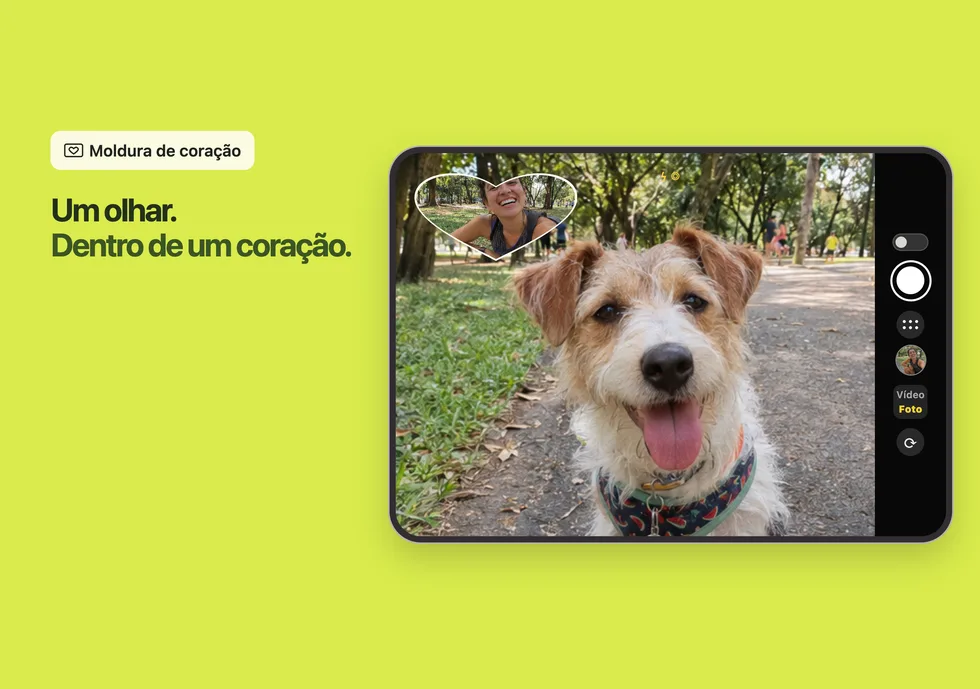 Moldura de coração
Um olhar.
Dentro de um coração.
Vídeo
Foto